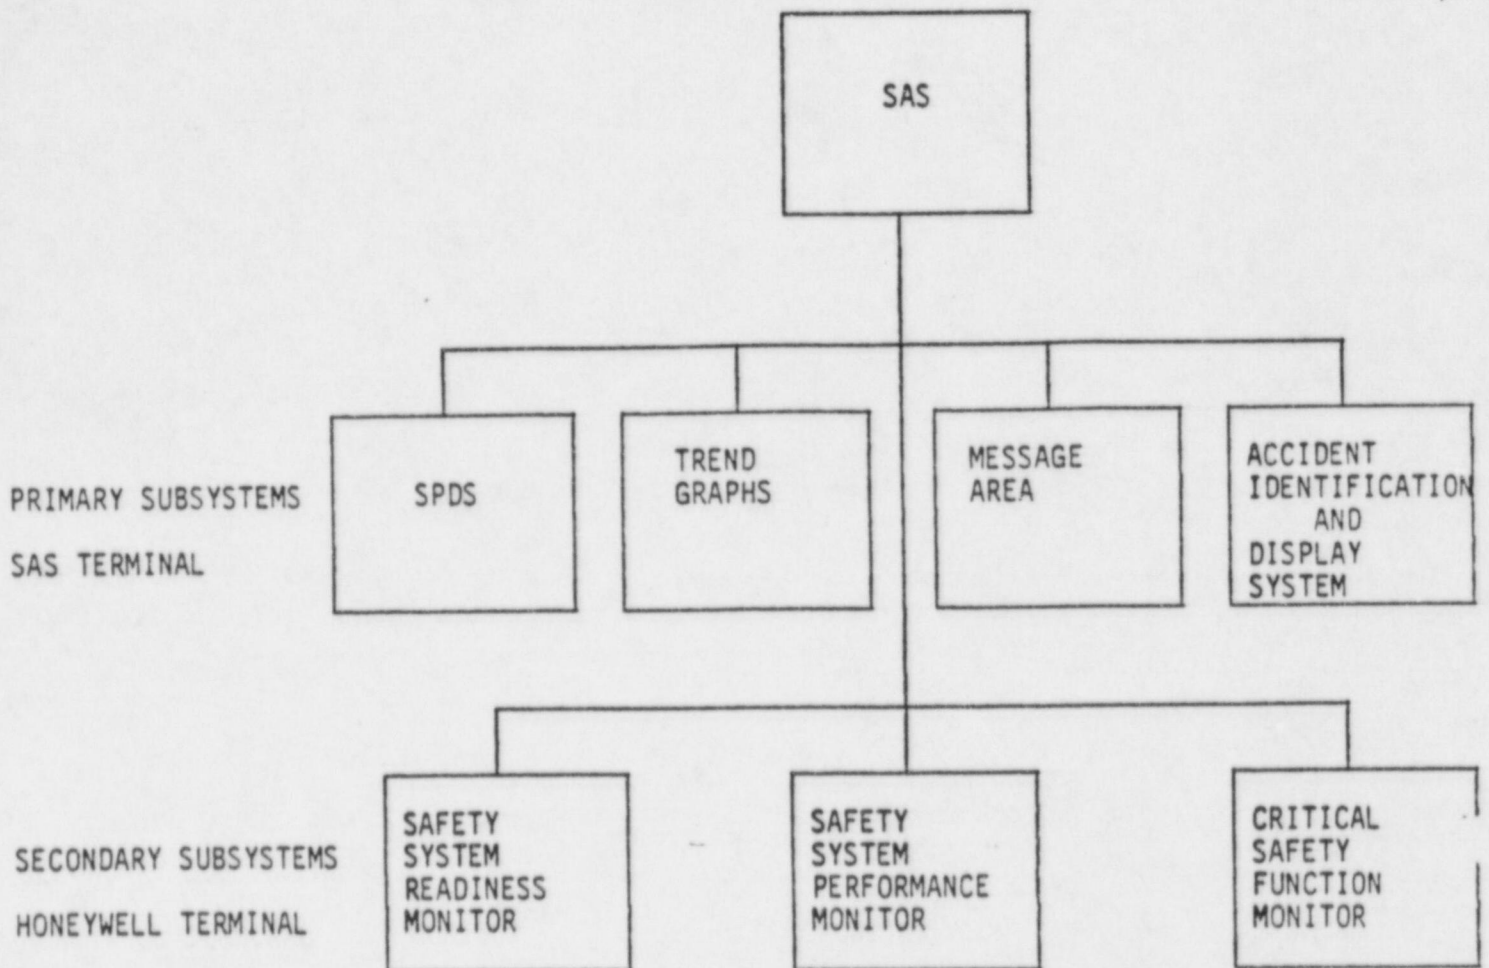 SAS
PRIMARY SUBSYSTEMS
SAS TERMINAL
SPDS
TREND
GRAPHS
MESSAGE
AREA
ACCIDENT
IDENTIFICATION
AND
DISPLAY
SYSTEM
SECONDARY SUBSYSTEMS
HONEYWELL TERMINAL
SAFETY
SYSTEM
READINESS
MONITOR
SAFETY
SYSTEM
PERFORMANCE
MONITOR
CRITICAL
SAFETY
FUNCTION
MONITOR